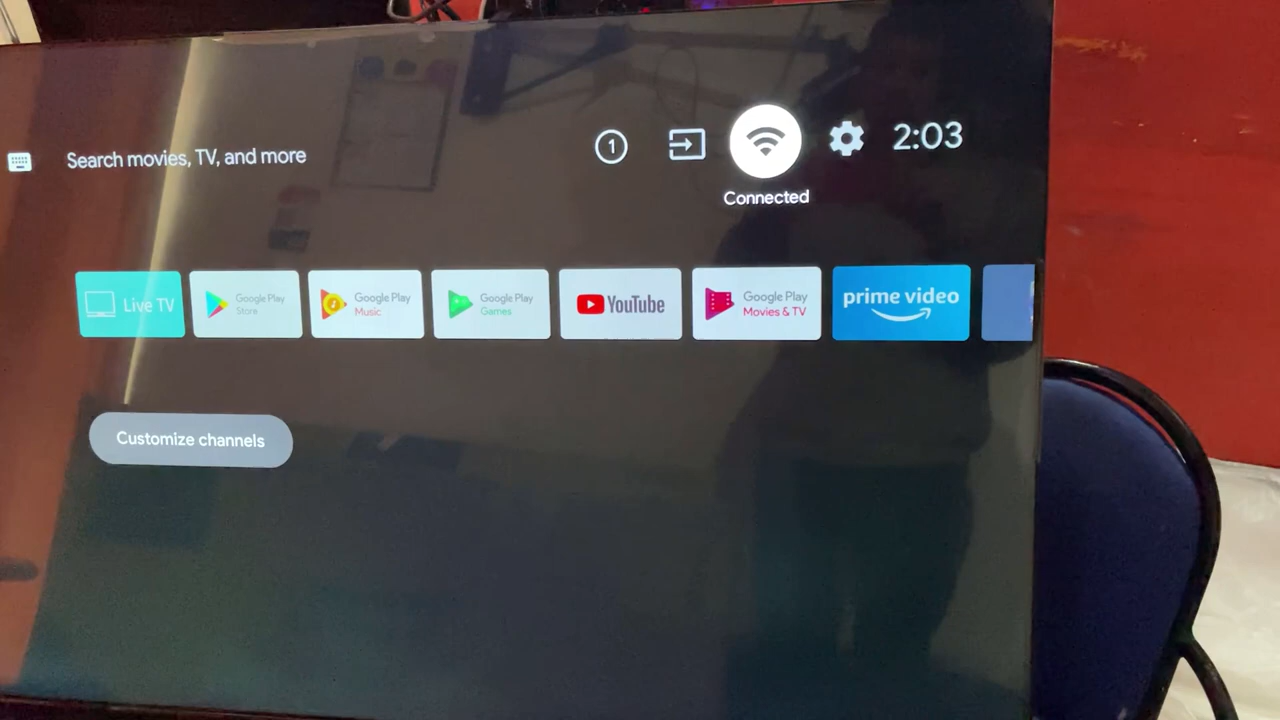 Search movies, TV, and more
1
2:03
Connected
Live TV
Google Play
Store
Google Play
Music
Google Play
Games
YouTube
Google Play
Movies & TV
prime video
Customize channels